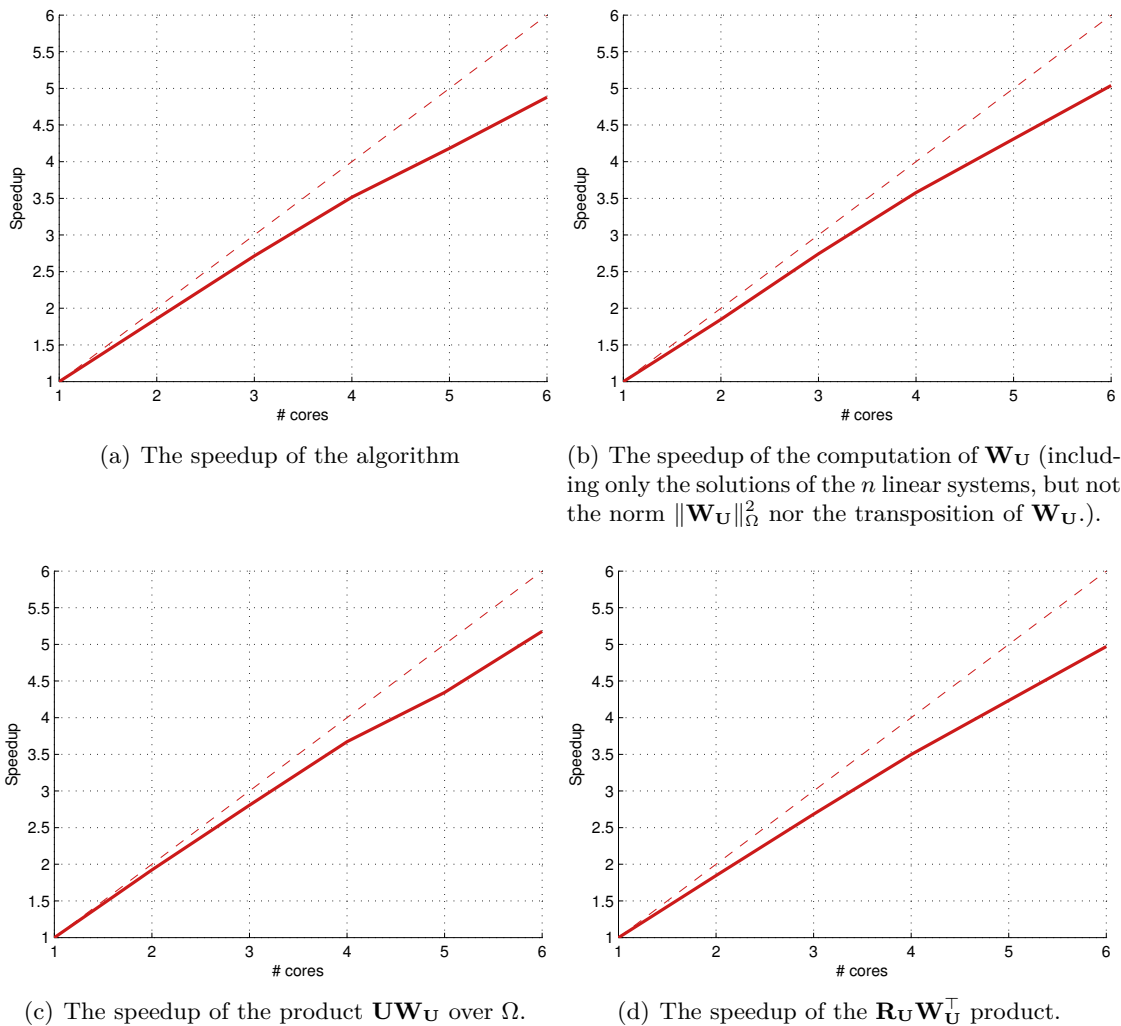 6
5.5
5
4.5
4
3.5
3
2.5
2
1.5
1
Speedup
1 2 3 4 5 6
# cores
(a) The speedup of the algorithm
6
5.5
5
4.5
4
3.5
3
2.5
2
1.5
1
Speedup
1 2 3 4 5 6
# cores
(b) The speedup of the computation of W_U (includ-
ing only the solutions of the n linear systems, but not
the norm ‖W_U‖²_Ω nor the transposition of W_U.).
6
5.5
5
4.5
4
3.5
3
2.5
2
1.5
1
Speedup
1 2 3 4 5 6
# cores
(c) The speedup of the product UW_U over Ω.
6
5.5
5
4.5
4
3.5
3
2.5
2
1.5
1
Speedup
1 2 3 4 5 6
# cores
(d) The speedup of the R_U W_U^⊤ product.